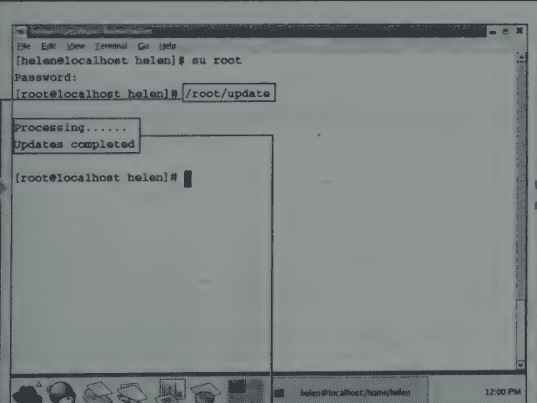 File Edit View Terminal Go Help
[helen@localhost helen]$ su root
Password:
[root@localhost helen]# /root/update
Processing......
Updates completed
[root@localhost helen]#
helen@localhost/home/helen
12:00 PM